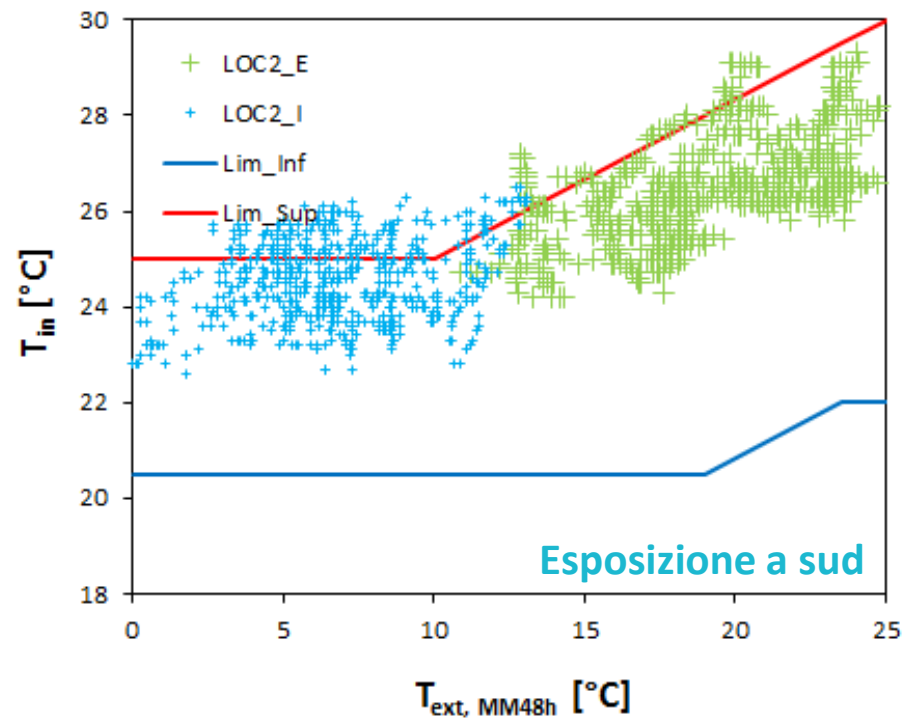 30
28
26
24
22
20
18
T_in [°C]
LOC2_E
LOC2_I
Lim_Inf
Lim_Sup
Esposizione a sud
0 5 10 15 20 25
T_ext, MM48h [°C]